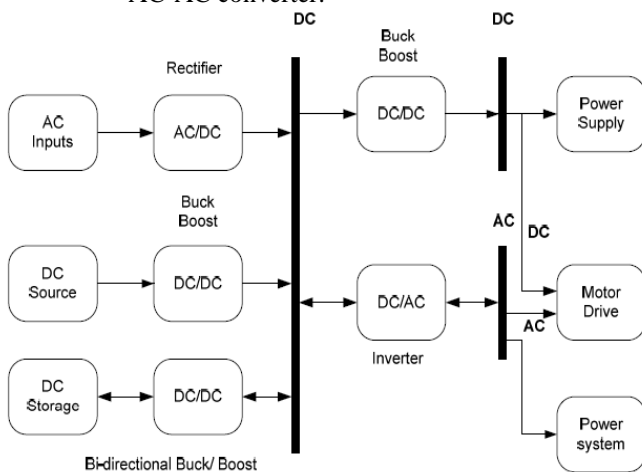 AC-AC converter.
DC
Buck
Boost
DC
Rectifier
AC
Inputs
AC/DC
DC/DC
Power
Supply
Buck
Boost
AC
DC
DC
Source
DC/DC
DC/AC
Motor
Drive
AC
Inverter
DC
Storage
DC/DC
Power
system
Bi-directional Buck/ Boost